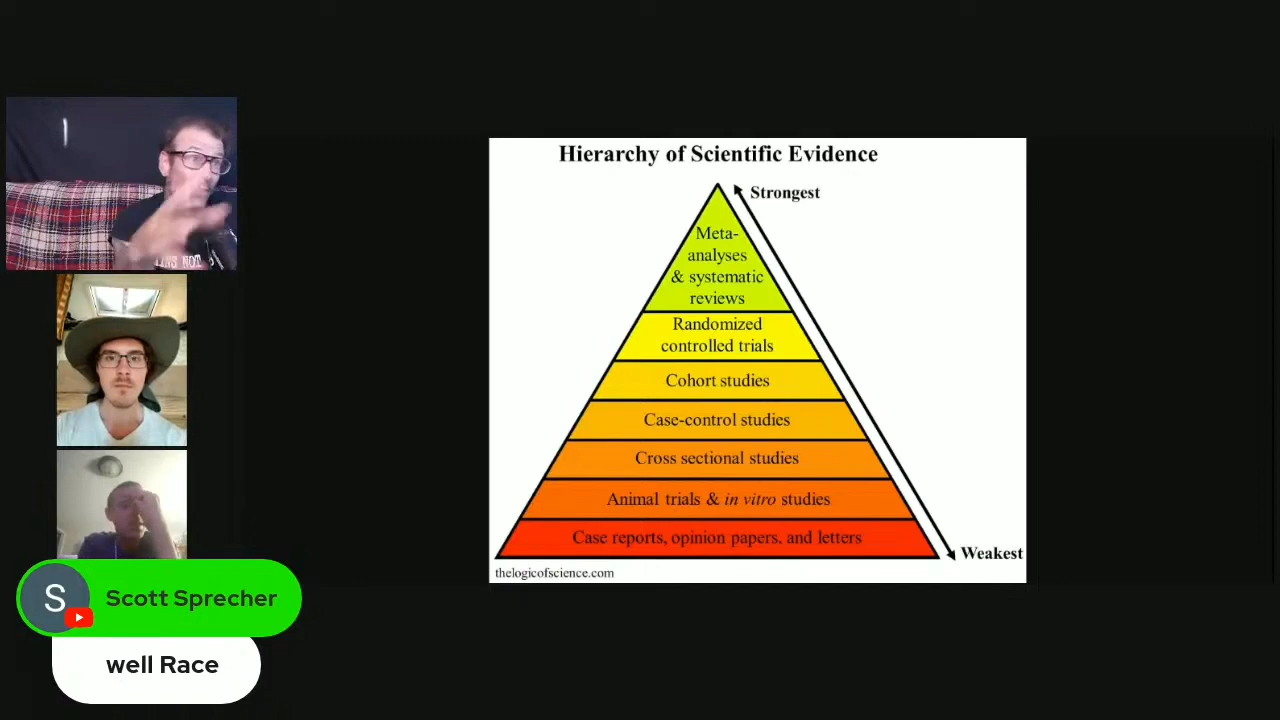 Hierarchy of Scientific Evidence
Strongest
Meta-
analyses
& systematic
reviews
Randomized
controlled trials
Cohort studies
Case-control studies
Cross sectional studies
Animal trials & in vitro studies
Case reports, opinion papers, and letters
Weakest
thelogicofscience.com
S
Scott Sprecher
well Race